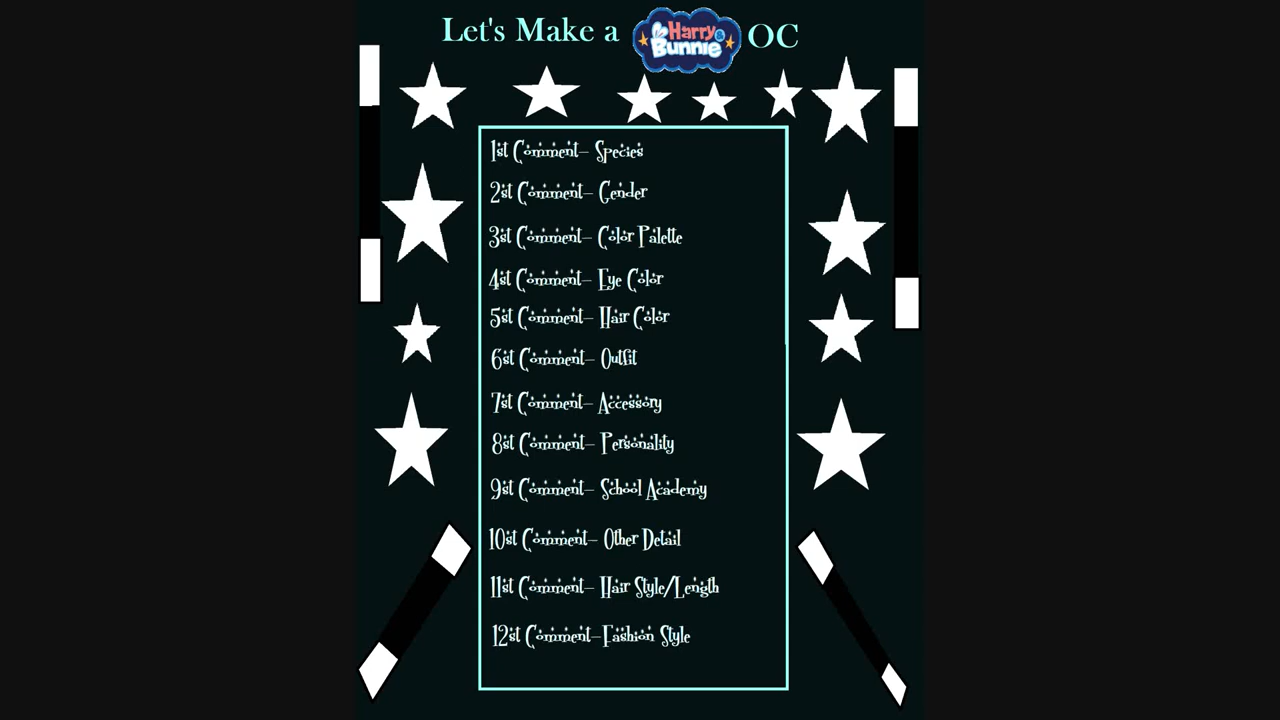 Let's Make a Harry & Bunnie OC
1st Comment- Species
2st Comment- Gender
3st Comment- Color Palette
4st Comment- Eye Color
5st Comment- Hair Color
6st Comment- Outfit
7st Comment- Accessory
8st Comment- Personality
9st Comment- School Academy
10st Comment- Other Detail
11st Comment- Hair Style/Length
12st Comment-Fashion Style